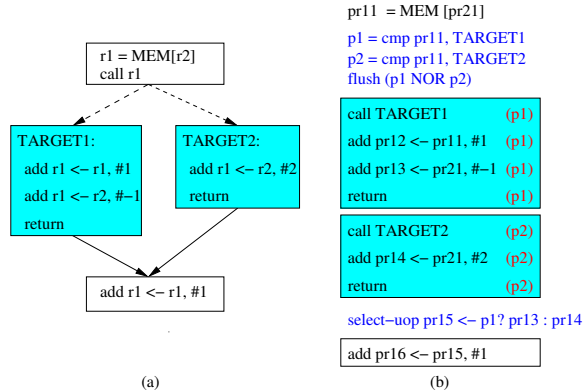 r1 = MEM[r2]
call r1
TARGET1:
add r1 <− r1, #1
add r1 <− r2, #−1
return
TARGET2:
add r1 <− r2, #2
return
add r1 <− r1, #1
(a)
pr11 = MEM [pr21]
p1 = cmp pr11, TARGET1
p2 = cmp pr11, TARGET2
flush (p1 NOR p2)
call TARGET1 (p1)
add pr12 <− pr11, #1 (p1)
add pr13 <− pr21, #−1 (p1)
return (p1)
call TARGET2 (p2)
add pr14 <− pr21, #2 (p2)
return (p2)
select−uop pr15 <− p1? pr13 : pr14
add pr16 <− pr15, #1
(b)